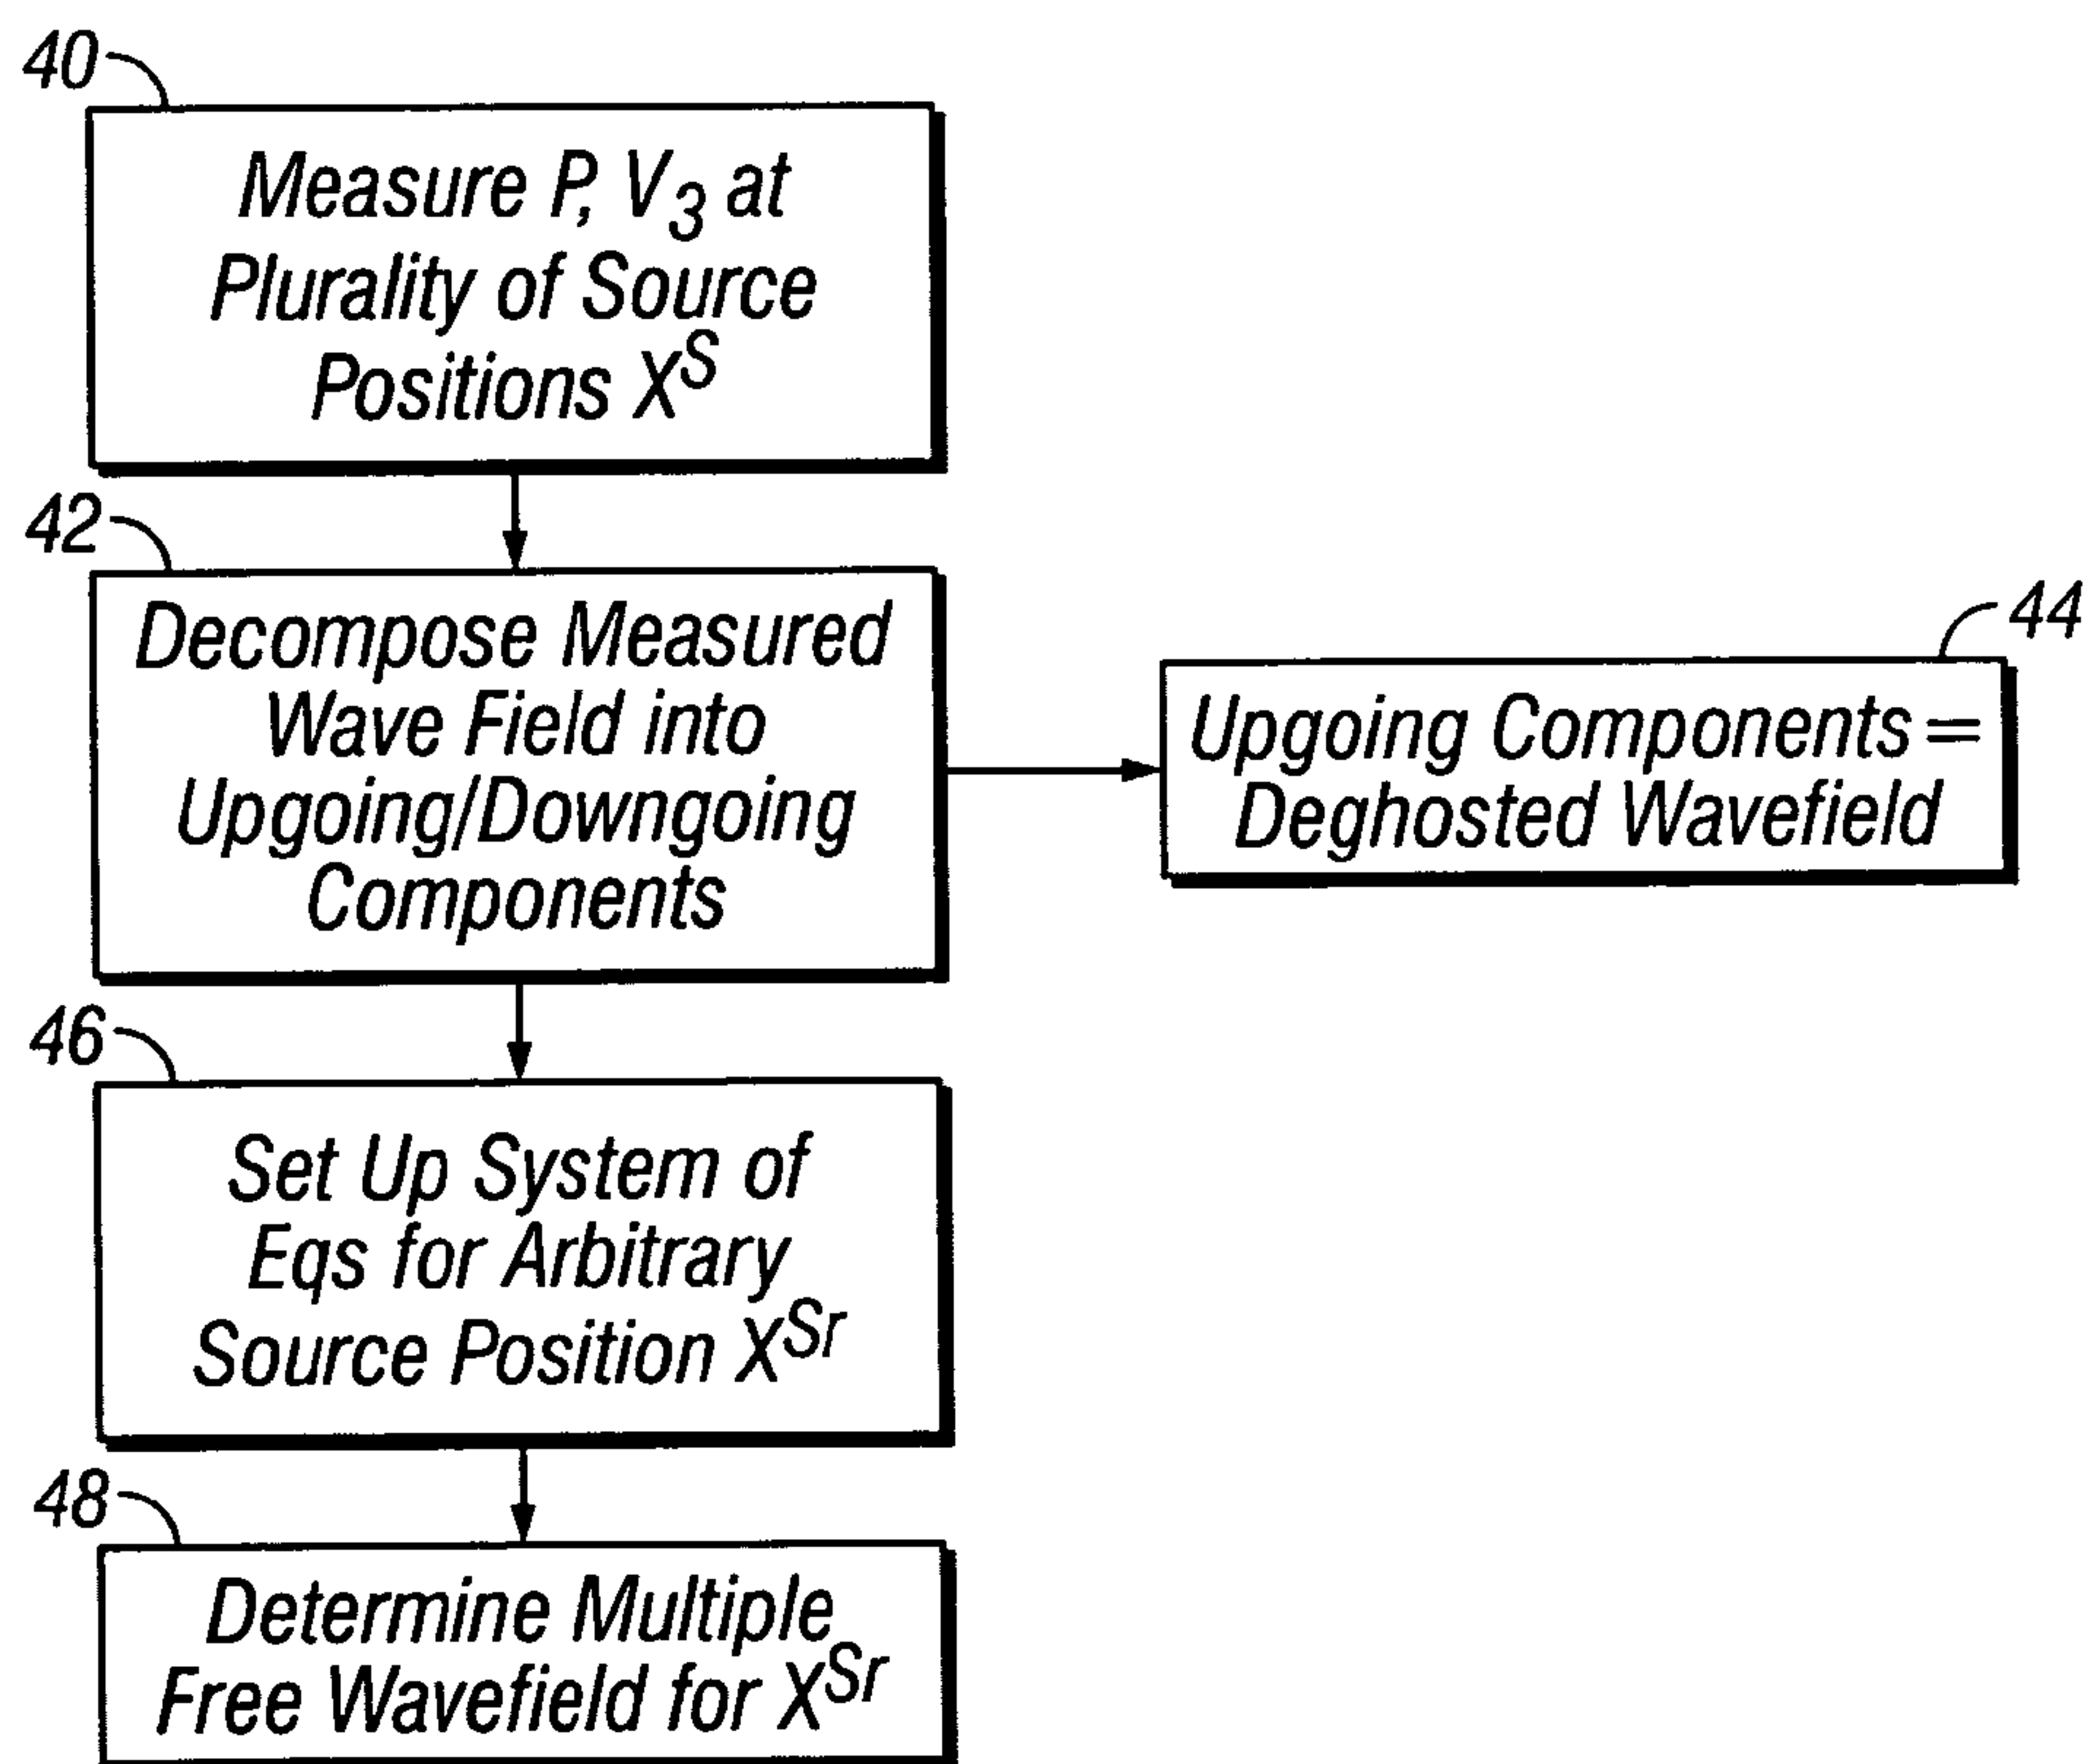 40
Measure P, V₃ at
Plurality of Source
Positions Xˢ
42
Decompose Measured
Wave Field into
Upgoing/Downgoing
Components
44
Upgoing Components =
Deghosted Wavefield
46
Set Up System of
Eqs for Arbitrary
Source Position Xˢʳ
48
Determine Multiple
Free Wavefield for Xˢʳ